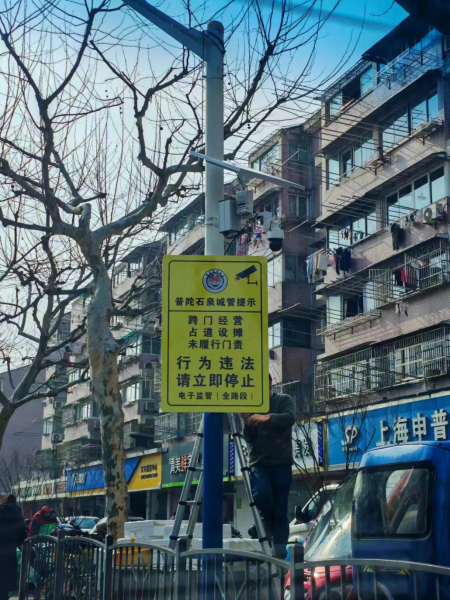 普陀石泉城管提示
跨门经营
占道设摊
未履行门责
行为违法
请立即停止
电子监管（全路段）
上海申普